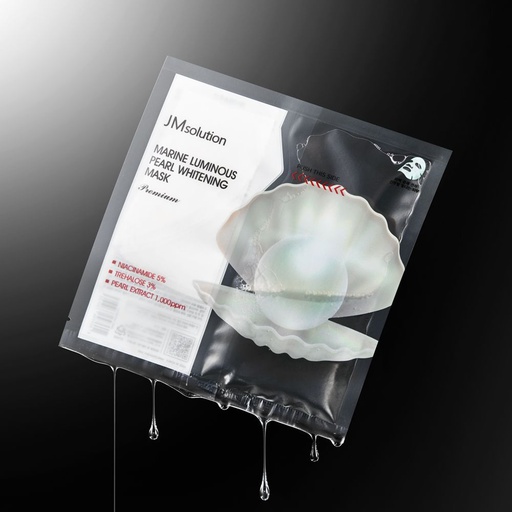 JMsolution
MARINE LUMINOUS
PEARL WHITENING
MASK
Premium
NIACINAMIDE 5%
TREHALOSE 3%
PEARL EXTRACT 1,000ppm